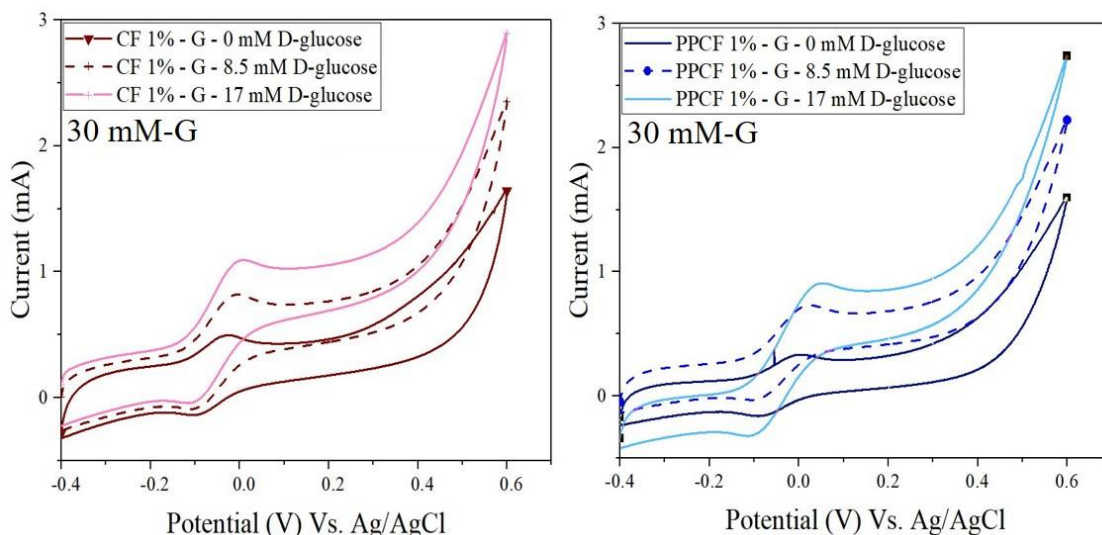 3
CF 1% - G - 0 mM D-glucose
CF 1% - G - 8.5 mM D-glucose
CF 1% - G - 17 mM D-glucose
30 mM-G
2
1
0
Current (mA)
-0.4
-0.2
0.0
0.2
0.4
0.6
Potential (V) Vs. Ag/AgCl
3
PPCF 1% - G - 0 mM D-glucose
PPCF 1% - G - 8.5 mM D-glucose
PPCF 1% - G - 17 mM D-glucose
30 mM-G
2
1
0
Current (mA)
-0.4
-0.2
0.0
0.2
0.4
0.6
Potential (V) Vs. Ag/AgCl